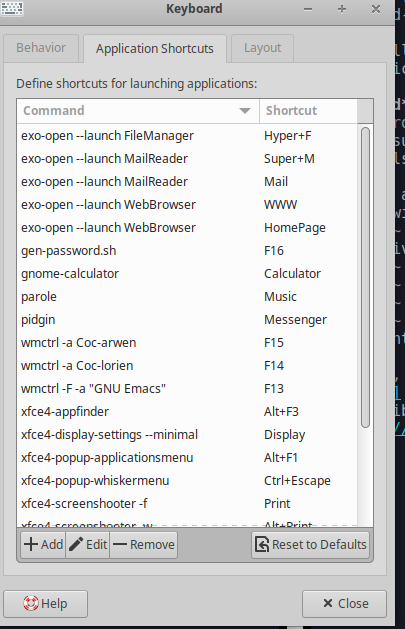 Keyboard
Behavior Application Shortcuts Layout
Define shortcuts for launching applications:
Command Shortcut
exo-open --launch FileManager Hyper+F
exo-open --launch MailReader Super+M
exo-open --launch MailReader Mail
exo-open --launch WebBrowser WWW
exo-open --launch WebBrowser HomePage
gen-password.sh F16
gnome-calculator Calculator
parole Music
pidgin Messenger
wmctrl -a Coc-arwen F15
wmctrl -a Coc-lorien F14
wmctrl -F -a "GNU Emacs" F13
xfce4-appfinder Alt+F3
xfce4-display-settings --minimal Display
xfce4-popup-applicationsmenu Alt+F1
xfce4-popup-whiskermenu Ctrl+Escape
xfce4-screenshooter -f Print
xfce4-screenshooter -w Alt+Print
Add Edit Remove Reset to Defaults
Help Close